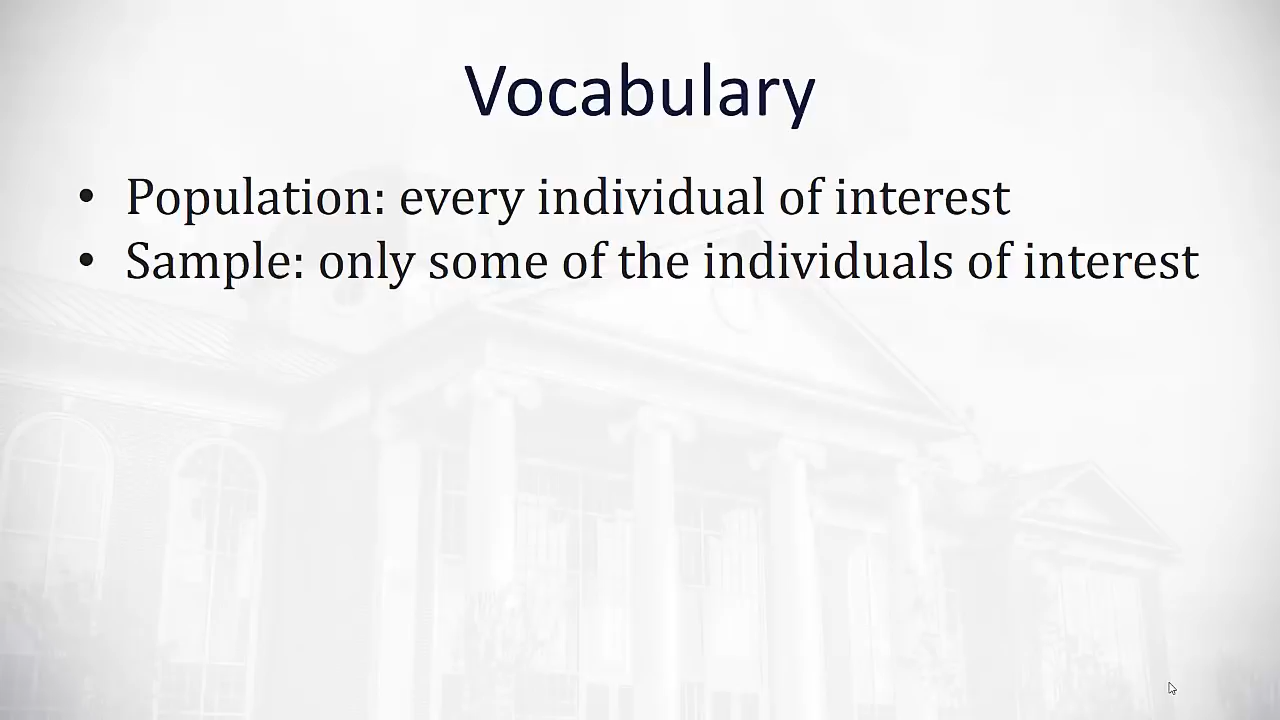 Vocabulary
• Population: every individual of interest
• Sample: only some of the individuals of interest